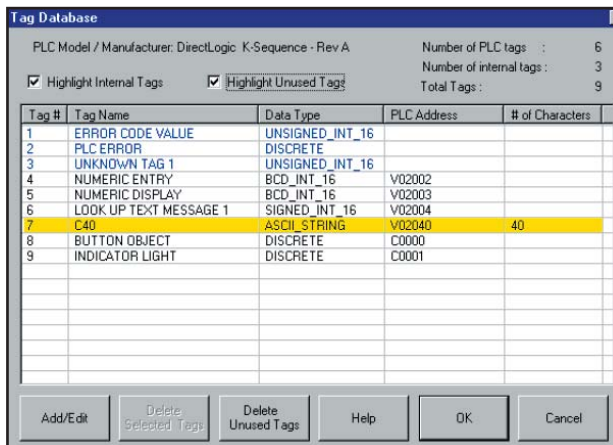 Tag Database
PLC Model / Manufacturer: DirectLogic K-Sequence - Rev A
Number of PLC tags : 6
Number of internal tags : 3
Total Tags : 9
Highlight Internal Tags Highlight Unused Tags
Tag # Tag Name Data Type PLC Address # of Characters
1 ERROR CODE VALUE UNSIGNED_INT_16
2 PLC ERROR DISCRETE
3 UNKNOWN TAG 1 UNSIGNED_INT_16
4 NUMERIC ENTRY BCD_INT_16 V02002
5 NUMERIC DISPLAY BCD_INT_16 V02003
6 LOOK UP TEXT MESSAGE 1 SIGNED_INT_16 V02004
7 C40 ASCII_STRING V02040 40
8 BUTTON OBJECT DISCRETE C0000
9 INDICATOR LIGHT DISCRETE C0001
Add/Edit
Delete
Selected Tags
Delete
Unused Tags
Help
OK
Cancel